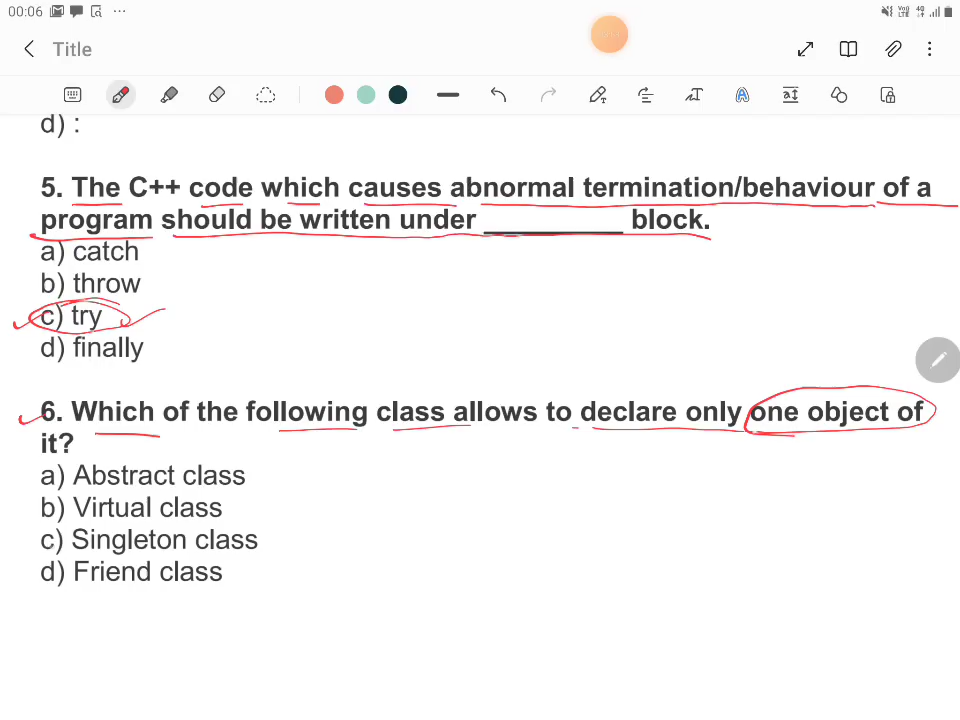 00:06
Title
d) :
5. The C++ code which causes abnormal termination/behaviour of a
program should be written under _________ block.
a) catch
b) throw
c) try
d) finally
6. Which of the following class allows to declare only one object of
it?
a) Abstract class
b) Virtual class
c) Singleton class
d) Friend class